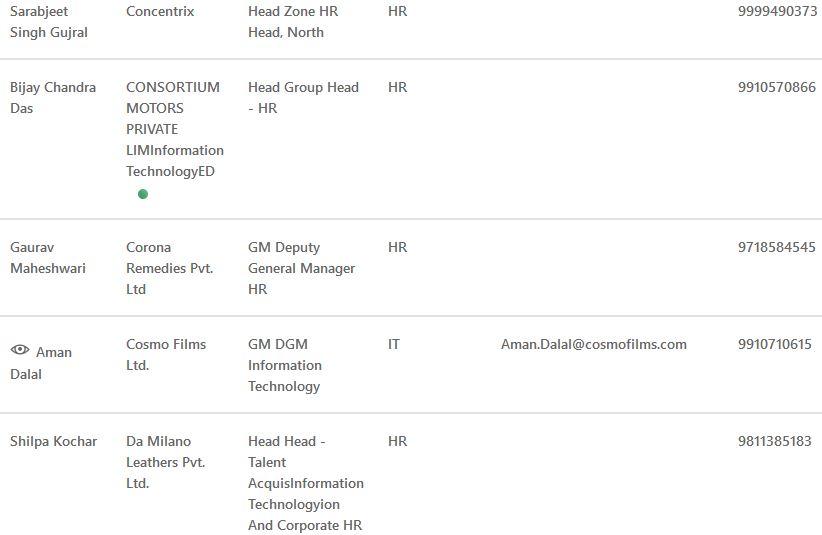 Sarabjeet Singh Gujral
Concentrix
Head Zone HR Head, North
HR
9999490373
Bijay Chandra Das
CONSORTIUM MOTORS PRIVATE LIMInformation TechnologyED
Head Group Head - HR
HR
9910570866
Gaurav Maheshwari
Corona Remedies Pvt. Ltd
GM Deputy General Manager HR
HR
9718584545
Aman Dalal
Cosmo Films Ltd.
GM DGM Information Technology
IT
Aman.Dalal@cosmofilms.com
9910710615
Shilpa Kochar
Da Milano Leathers Pvt. Ltd.
Head Head - Talent AcquisInformation Technologyion And Corporate HR
HR
9811385183